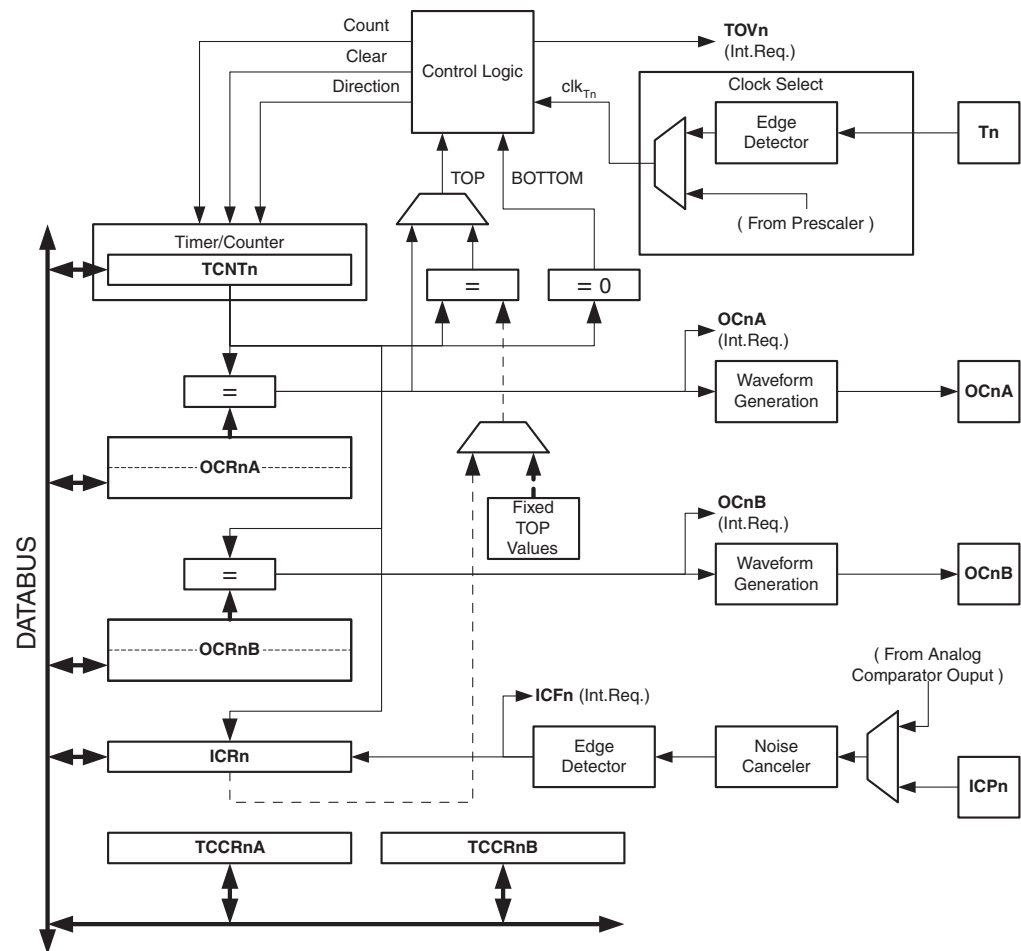 Count
Clear
Direction
Control Logic
TOVn
(Int.Req.)
clkTn
Clock Select
Edge
Detector
Tn
( From Prescaler )
TOP
BOTTOM
Timer/Counter
TCNTn
=
= 0
OCnA
(Int.Req.)
=
Waveform
Generation
OCnA
OCRnA
Fixed
TOP
Values
OCnB
(Int.Req.)
=
Waveform
Generation
OCnB
OCRnB
DATABUS
( From Analog
Comparator Ouput )
ICFn (Int.Req.)
ICRn
Edge
Detector
Noise
Canceler
ICPn
TCCRnA
TCCRnB